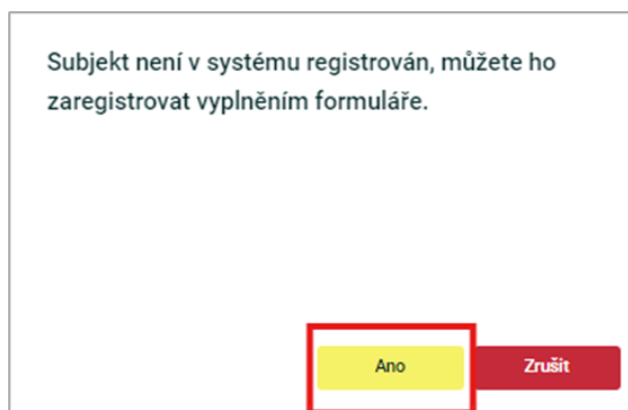 Subjekt není v systému registrován, můžete ho
zaregistrovat vyplněním formuláře.
Ano Zrušit